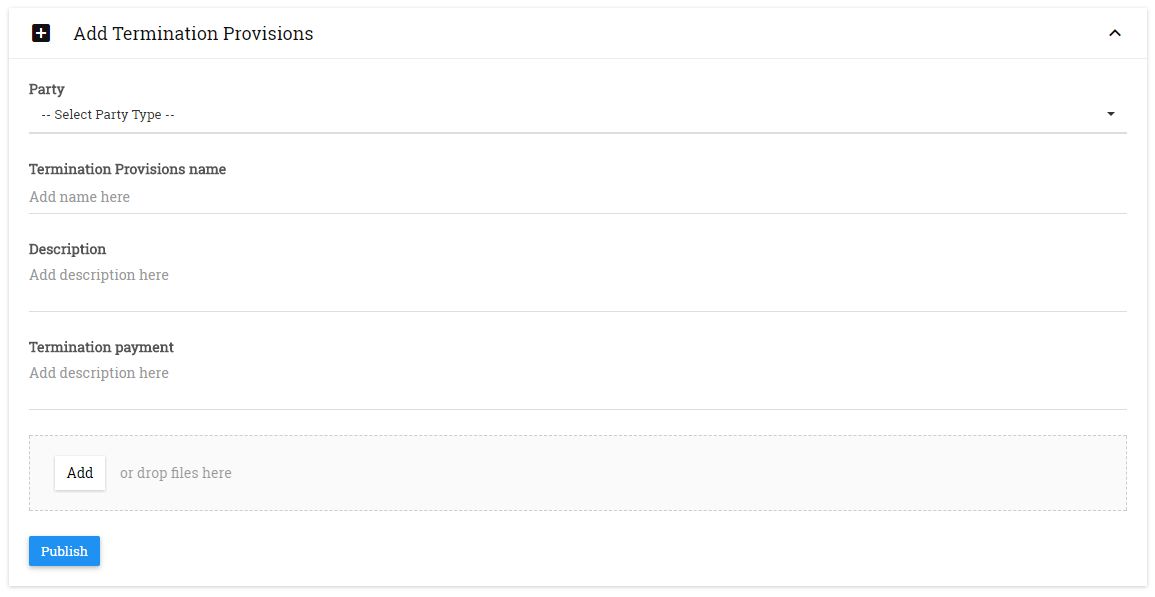 Add Termination Provisions
Party
-- Select Party Type --
Termination Provisions name
Add name here
Description
Add description here
Termination payment
Add description here
Add or drop files here
Publish